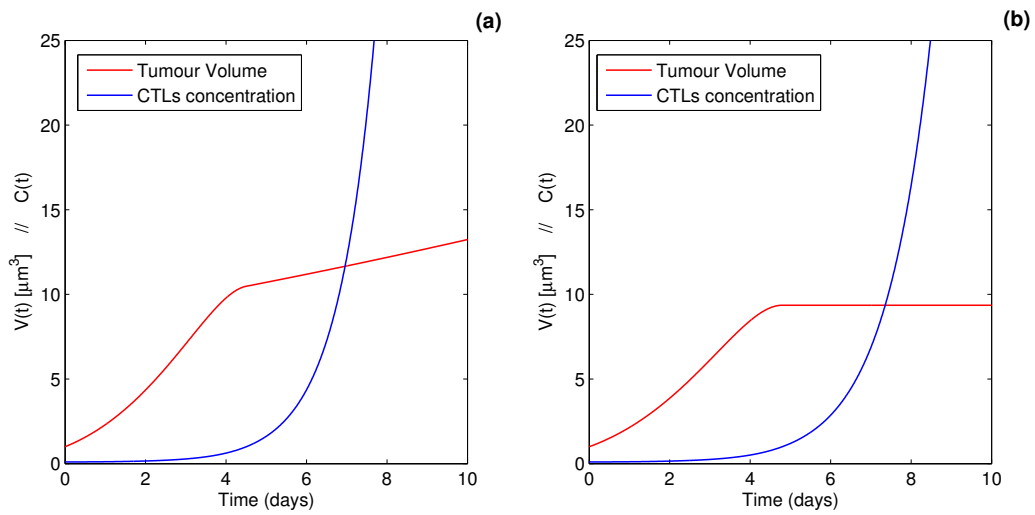 (a)
25
20
15
10
5
0
0 2 4 6 8 10
V(t) [μm³] // C(t)
Time (days)
Tumour Volume
CTLs concentration
(b)
25
20
15
10
5
0
0 2 4 6 8 10
V(t) [μm³] // C(t)
Time (days)
Tumour Volume
CTLs concentration